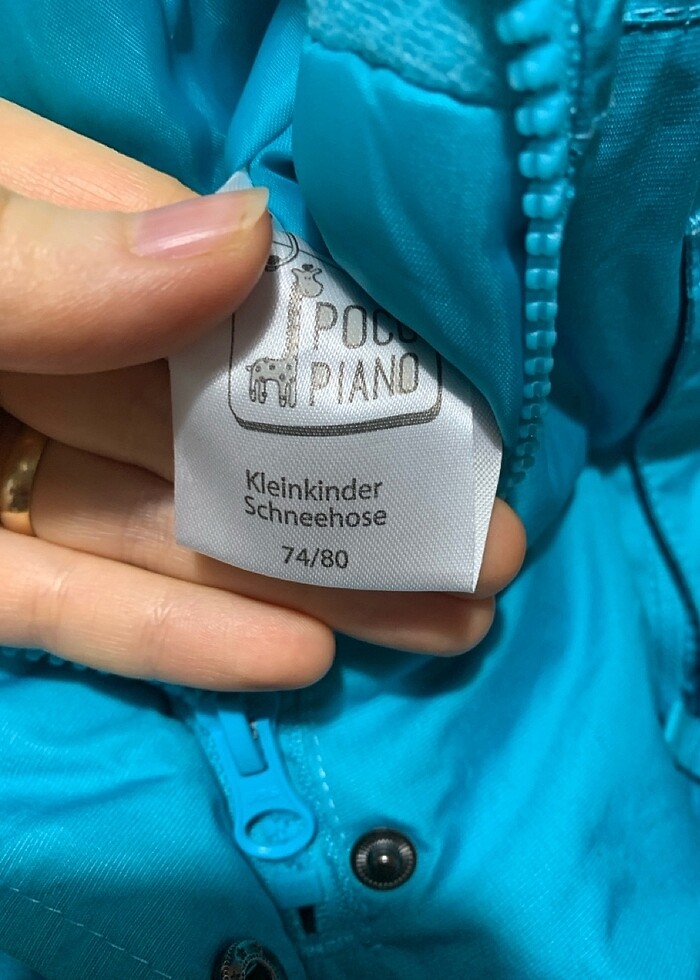 POCO
PIANO
Kleinkinder
Schneehose
74/80